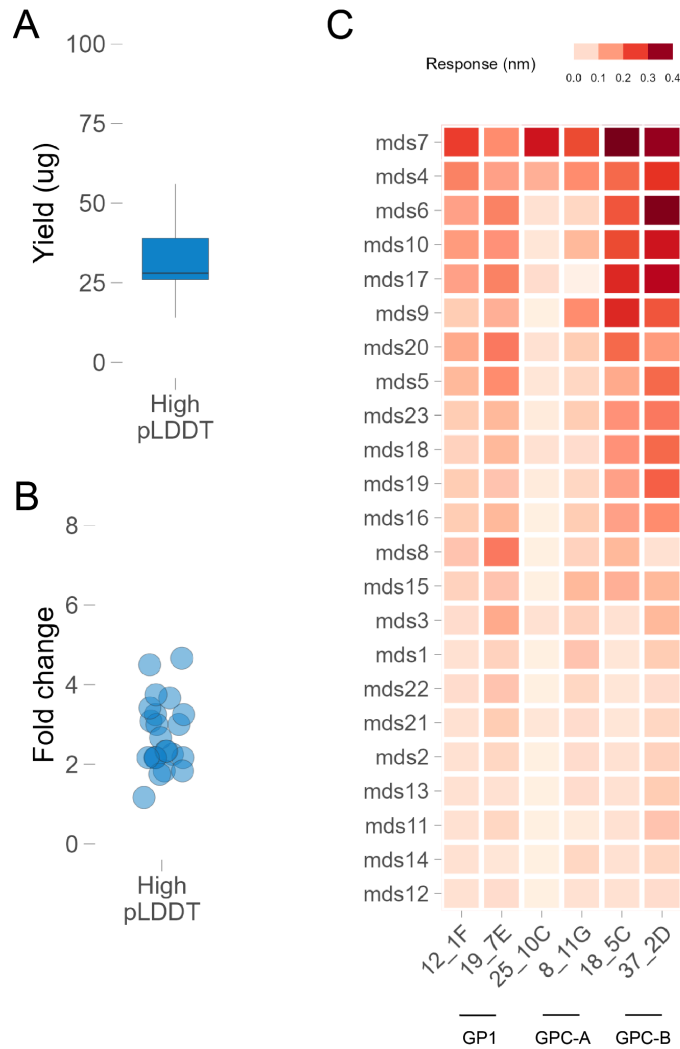 A
100
75
50
25
0
Yield (ug)
High
pLDDT
B
8
6
4
2
0
Fold change
High
pLDDT
C
Response (nm)
0.0 0.1 0.2 0.3 0.4
mds7
mds4
mds6
mds10
mds17
mds9
mds20
mds5
mds23
mds18
mds19
mds16
mds8
mds15
mds3
mds1
mds22
mds21
mds2
mds13
mds11
mds14
mds12
12_1F
19_7E
25_10C
8_11G
18_5C
37_2D
GP1 GPC-A GPC-B